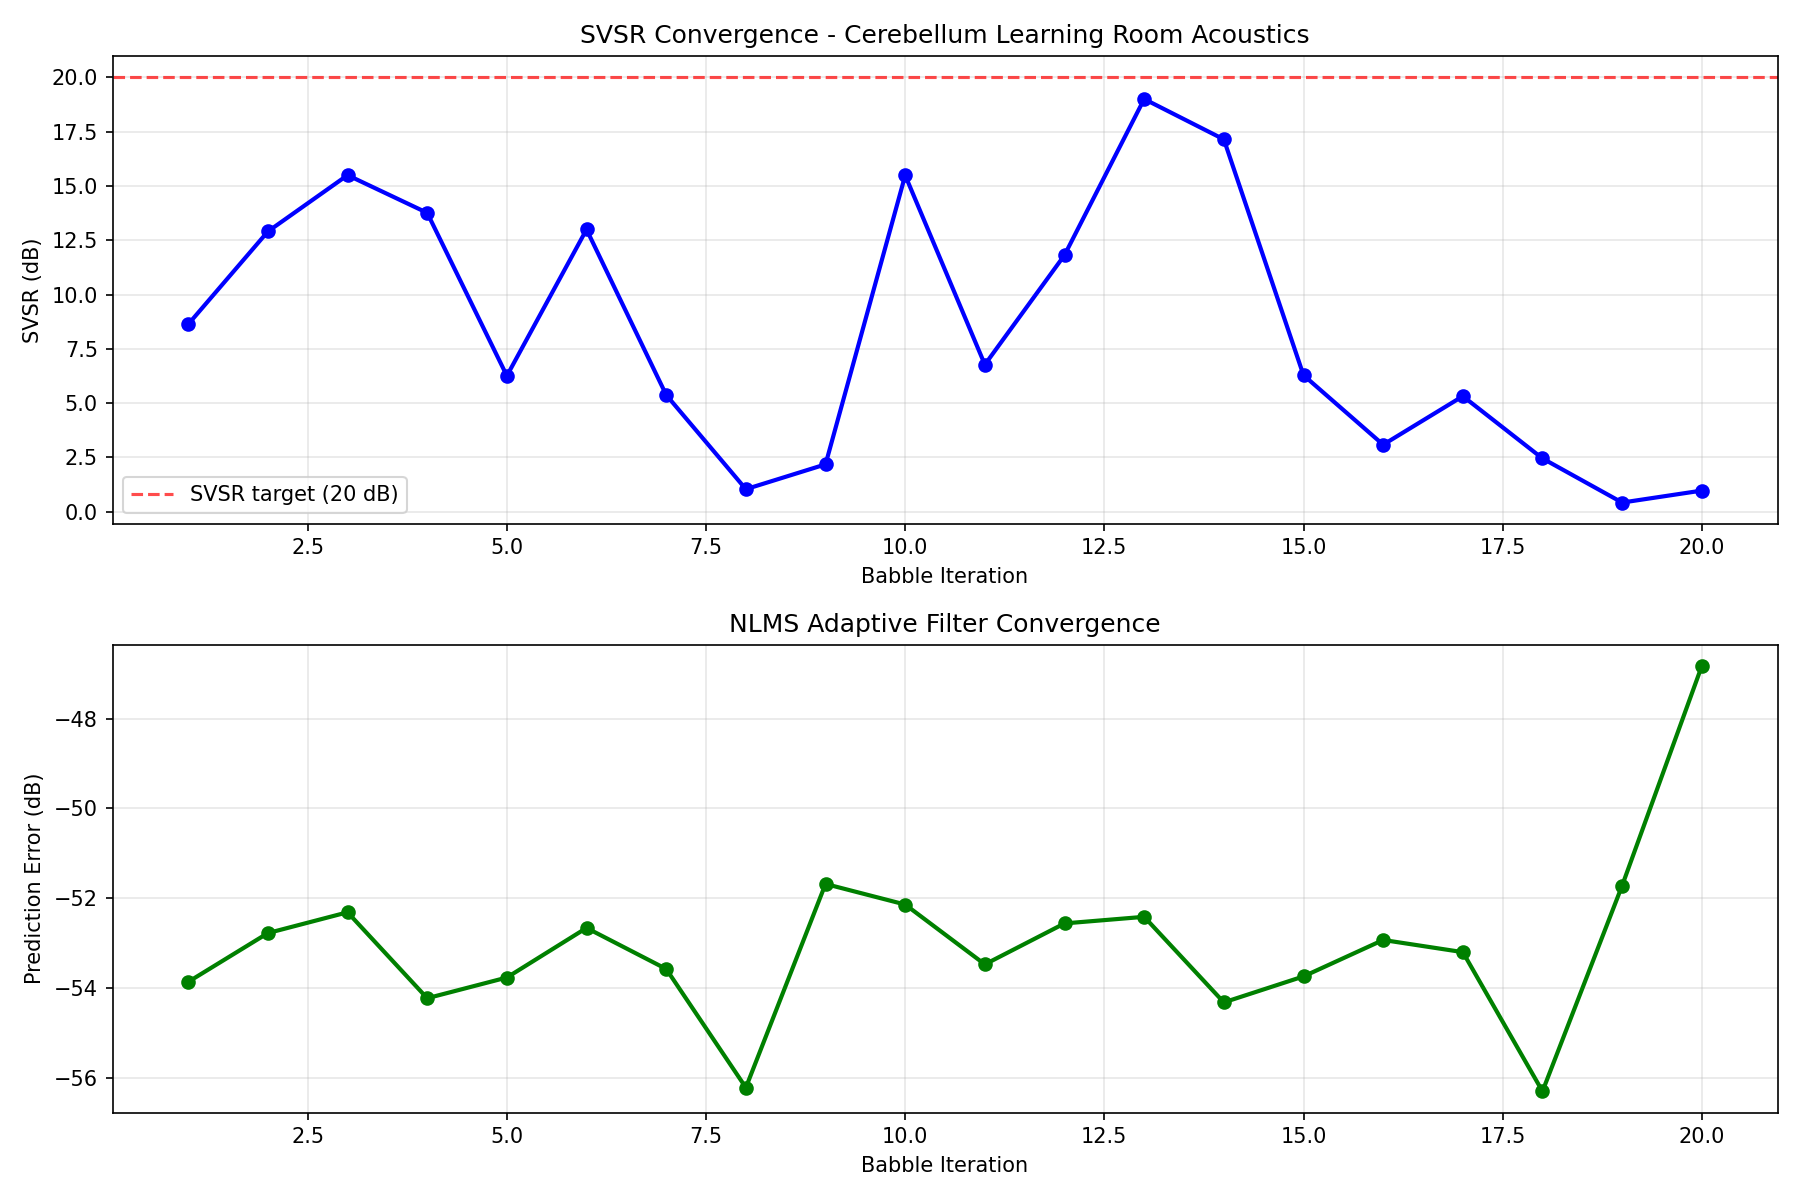 SVSR Convergence - Cerebellum Learning Room Acoustics
20.0
17.5
15.0
12.5
10.0
7.5
5.0
2.5
0.0
SVSR (dB)
SVSR target (20 dB)
2.5 5.0 7.5 10.0 12.5 15.0 17.5 20.0
Babble Iteration
NLMS Adaptive Filter Convergence
−48
−50
−52
−54
−56
Prediction Error (dB)
2.5 5.0 7.5 10.0 12.5 15.0 17.5 20.0
Babble Iteration